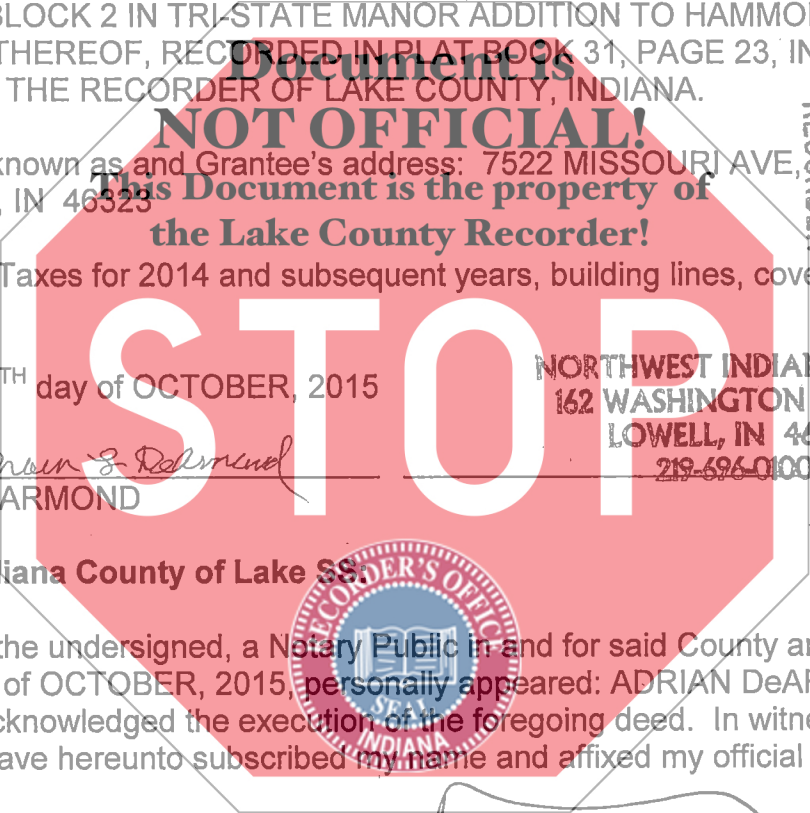 BLOCK 2 IN TRI-STATE MANOR ADDITION TO HAMMO
THEREOF, RECORDED IN PLAT BOOK 31, PAGE 23, IN
Document is
THE RECORDER OF LAKE COUNTY, INDIANA.
NOT OFFICIAL!
known as and Grantee's address: 7522 MISSOURI AVE,
This Document is the property of
, IN 46323
the Lake County Recorder!
Taxes for 2014 and subsequent years, building lines, cove
STOP
TH day of OCTOBER, 2015
NORTHWEST INDIA
162 WASHINGTON
LOWELL, IN 46
219-696-0100
ARMOND
diana County of Lake SS:
RECORDER'S OFFICE
SEAL
INDIANA
the undersigned, a Notary Public in and for said County a
of OCTOBER, 2015, personally appeared: ADRIAN DeA
cknowledged the execution of the foregoing deed. In witn
ave hereunto subscribed my name and affixed my official